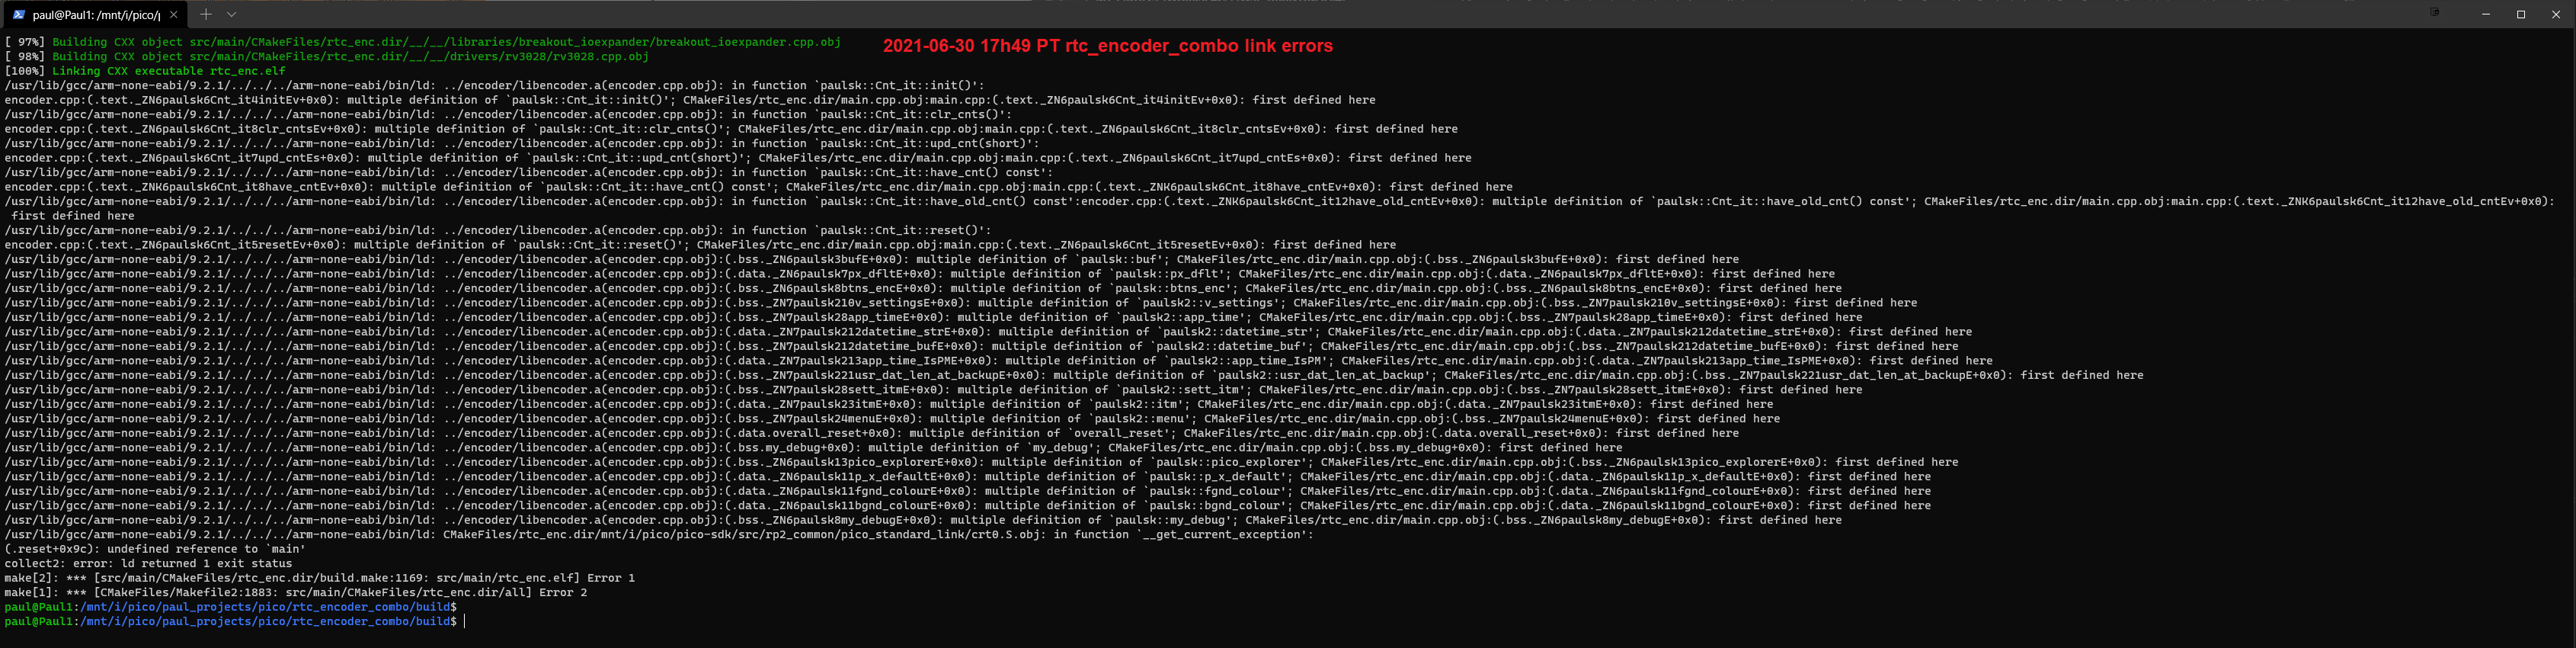 paul@Paul1: /mnt/i/pico/p
[ 97%] Building CXX object src/main/CMakeFiles/rtc_enc.dir/__/__/libraries/breakout_ioexpander/breakout_ioexpander.cpp.obj
2021-06-30 17h49 PT rtc_encoder_combo link errors
[ 98%] Building CXX object src/main/CMakeFiles/rtc_enc.dir/__/__/drivers/rv3028/rv3028.cpp.obj
[100%] Linking CXX executable rtc_enc.elf
/usr/lib/gcc/arm-none-eabi/9.2.1/../../../arm-none-eabi/bin/ld: ../encoder/libencoder.a(encoder.cpp.obj): in function `paulsk::Cnt_it::init()':
encoder.cpp:(.text._ZN6paulsk6Cnt_it4initEv+0x0): multiple definition of `paulsk::Cnt_it::init()'; CMakeFiles/rtc_enc.dir/main.cpp.obj:main.cpp:(.text._ZN6paulsk6Cnt_it4initEv+0x0): first defined here
/usr/lib/gcc/arm-none-eabi/9.2.1/../../../arm-none-eabi/bin/ld: ../encoder/libencoder.a(encoder.cpp.obj): in function `paulsk::Cnt_it::clr_cnts()':
encoder.cpp:(.text._ZN6paulsk6Cnt_it8clr_cntsEv+0x0): multiple definition of `paulsk::Cnt_it::clr_cnts()'; CMakeFiles/rtc_enc.dir/main.cpp.obj:main.cpp:(.text._ZN6paulsk6Cnt_it8clr_cntsEv+0x0): first defined here
/usr/lib/gcc/arm-none-eabi/9.2.1/../../../arm-none-eabi/bin/ld: ../encoder/libencoder.a(encoder.cpp.obj): in function `paulsk::Cnt_it::upd_cnt(short)':
encoder.cpp:(.text._ZN6paulsk6Cnt_it7upd_cntEs+0x0): multiple definition of `paulsk::Cnt_it::upd_cnt(short)'; CMakeFiles/rtc_enc.dir/main.cpp.obj:main.cpp:(.text._ZN6paulsk6Cnt_it7upd_cntEs+0x0): first defined here
/usr/lib/gcc/arm-none-eabi/9.2.1/../../../arm-none-eabi/bin/ld: ../encoder/libencoder.a(encoder.cpp.obj): in function `paulsk::Cnt_it::have_cnt() const':
encoder.cpp:(.text._ZNK6paulsk6Cnt_it8have_cntEv+0x0): multiple definition of `paulsk::Cnt_it::have_cnt() const'; CMakeFiles/rtc_enc.dir/main.cpp.obj:main.cpp:(.text._ZNK6paulsk6Cnt_it8have_cntEv+0x0): first defined here
/usr/lib/gcc/arm-none-eabi/9.2.1/../../../arm-none-eabi/bin/ld: ../encoder/libencoder.a(encoder.cpp.obj): in function `paulsk::Cnt_it::have_old_cnt() const':encoder.cpp:(.text._ZNK6paulsk6Cnt_it12have_old_cntEv+0x0): multiple definition of `paulsk::Cnt_it::have_old_cnt() const'; CMakeFiles/rtc_enc.dir/main.cpp.obj:main.cpp:(.text._ZNK6paulsk6Cnt_it12have_old_cntEv+0x0):
first defined here
/usr/lib/gcc/arm-none-eabi/9.2.1/../../../arm-none-eabi/bin/ld: ../encoder/libencoder.a(encoder.cpp.obj): in function `paulsk::Cnt_it::reset()':
encoder.cpp:(.text._ZN6paulsk6Cnt_it5resetEv+0x0): multiple definition of `paulsk::Cnt_it::reset()'; CMakeFiles/rtc_enc.dir/main.cpp.obj:main.cpp:(.text._ZN6paulsk6Cnt_it5resetEv+0x0): first defined here
/usr/lib/gcc/arm-none-eabi/9.2.1/../../../arm-none-eabi/bin/ld: ../encoder/libencoder.a(encoder.cpp.obj):(.bss._ZN6paulsk3bufE+0x0): multiple definition of `paulsk::buf'; CMakeFiles/rtc_enc.dir/main.cpp.obj:(.bss._ZN6paulsk3bufE+0x0): first defined here
/usr/lib/gcc/arm-none-eabi/9.2.1/../../../arm-none-eabi/bin/ld: ../encoder/libencoder.a(encoder.cpp.obj):(.data._ZN6paulsk7px_dfltE+0x0): multiple definition of `paulsk::px_dflt'; CMakeFiles/rtc_enc.dir/main.cpp.obj:(.data._ZN6paulsk7px_dfltE+0x0): first defined here
/usr/lib/gcc/arm-none-eabi/9.2.1/../../../arm-none-eabi/bin/ld: ../encoder/libencoder.a(encoder.cpp.obj):(.bss._ZN6paulsk8btns_encE+0x0): multiple definition of `paulsk::btns_enc'; CMakeFiles/rtc_enc.dir/main.cpp.obj:(.bss._ZN6paulsk8btns_encE+0x0): first defined here
/usr/lib/gcc/arm-none-eabi/9.2.1/../../../arm-none-eabi/bin/ld: ../encoder/libencoder.a(encoder.cpp.obj):(.bss._ZN7paulsk210v_settingsE+0x0): multiple definition of `paulsk2::v_settings'; CMakeFiles/rtc_enc.dir/main.cpp.obj:(.bss._ZN7paulsk210v_settingsE+0x0): first defined here
/usr/lib/gcc/arm-none-eabi/9.2.1/../../../arm-none-eabi/bin/ld: ../encoder/libencoder.a(encoder.cpp.obj):(.bss._ZN7paulsk28app_timeE+0x0): multiple definition of `paulsk2::app_time'; CMakeFiles/rtc_enc.dir/main.cpp.obj:(.bss._ZN7paulsk28app_timeE+0x0): first defined here
/usr/lib/gcc/arm-none-eabi/9.2.1/../../../arm-none-eabi/bin/ld: ../encoder/libencoder.a(encoder.cpp.obj):(.data._ZN7paulsk212datetime_strE+0x0): multiple definition of `paulsk2::datetime_str'; CMakeFiles/rtc_enc.dir/main.cpp.obj:(.data._ZN7paulsk212datetime_strE+0x0): first defined here
/usr/lib/gcc/arm-none-eabi/9.2.1/../../../arm-none-eabi/bin/ld: ../encoder/libencoder.a(encoder.cpp.obj):(.bss._ZN7paulsk212datetime_bufE+0x0): multiple definition of `paulsk2::datetime_buf'; CMakeFiles/rtc_enc.dir/main.cpp.obj:(.bss._ZN7paulsk212datetime_bufE+0x0): first defined here
/usr/lib/gcc/arm-none-eabi/9.2.1/../../../arm-none-eabi/bin/ld: ../encoder/libencoder.a(encoder.cpp.obj):(.data._ZN7paulsk213app_time_IsPME+0x0): multiple definition of `paulsk2::app_time_IsPM'; CMakeFiles/rtc_enc.dir/main.cpp.obj:(.data._ZN7paulsk213app_time_IsPME+0x0): first defined here
/usr/lib/gcc/arm-none-eabi/9.2.1/../../../arm-none-eabi/bin/ld: ../encoder/libencoder.a(encoder.cpp.obj):(.bss._ZN7paulsk221usr_dat_len_at_backupE+0x0): multiple definition of `paulsk2::usr_dat_len_at_backup'; CMakeFiles/rtc_enc.dir/main.cpp.obj:(.bss._ZN7paulsk221usr_dat_len_at_backupE+0x0): first defined here
/usr/lib/gcc/arm-none-eabi/9.2.1/../../../arm-none-eabi/bin/ld: ../encoder/libencoder.a(encoder.cpp.obj):(.bss._ZN7paulsk28sett_itmE+0x0): multiple definition of `paulsk2::sett_itm'; CMakeFiles/rtc_enc.dir/main.cpp.obj:(.bss._ZN7paulsk28sett_itmE+0x0): first defined here
/usr/lib/gcc/arm-none-eabi/9.2.1/../../../arm-none-eabi/bin/ld: ../encoder/libencoder.a(encoder.cpp.obj):(.data._ZN7paulsk23itmE+0x0): multiple definition of `paulsk2::itm'; CMakeFiles/rtc_enc.dir/main.cpp.obj:(.data._ZN7paulsk23itmE+0x0): first defined here
/usr/lib/gcc/arm-none-eabi/9.2.1/../../../arm-none-eabi/bin/ld: ../encoder/libencoder.a(encoder.cpp.obj):(.bss._ZN7paulsk24menuE+0x0): multiple definition of `paulsk2::menu'; CMakeFiles/rtc_enc.dir/main.cpp.obj:(.bss._ZN7paulsk24menuE+0x0): first defined here
/usr/lib/gcc/arm-none-eabi/9.2.1/../../../arm-none-eabi/bin/ld: ../encoder/libencoder.a(encoder.cpp.obj):(.data.overall_reset+0x0): multiple definition of `overall_reset'; CMakeFiles/rtc_enc.dir/main.cpp.obj:(.data.overall_reset+0x0): first defined here
/usr/lib/gcc/arm-none-eabi/9.2.1/../../../arm-none-eabi/bin/ld: ../encoder/libencoder.a(encoder.cpp.obj):(.bss.my_debug+0x0): multiple definition of `my_debug'; CMakeFiles/rtc_enc.dir/main.cpp.obj:(.bss.my_debug+0x0): first defined here
/usr/lib/gcc/arm-none-eabi/9.2.1/../../../arm-none-eabi/bin/ld: ../encoder/libencoder.a(encoder.cpp.obj):(.bss._ZN6paulsk13pico_explorerE+0x0): multiple definition of `paulsk::pico_explorer'; CMakeFiles/rtc_enc.dir/main.cpp.obj:(.bss._ZN6paulsk13pico_explorerE+0x0): first defined here
/usr/lib/gcc/arm-none-eabi/9.2.1/../../../arm-none-eabi/bin/ld: ../encoder/libencoder.a(encoder.cpp.obj):(.data._ZN6paulsk11p_x_defaultE+0x0): multiple definition of `paulsk::p_x_default'; CMakeFiles/rtc_enc.dir/main.cpp.obj:(.data._ZN6paulsk11p_x_defaultE+0x0): first defined here
/usr/lib/gcc/arm-none-eabi/9.2.1/../../../arm-none-eabi/bin/ld: ../encoder/libencoder.a(encoder.cpp.obj):(.data._ZN6paulsk11fgnd_colourE+0x0): multiple definition of `paulsk::fgnd_colour'; CMakeFiles/rtc_enc.dir/main.cpp.obj:(.data._ZN6paulsk11fgnd_colourE+0x0): first defined here
/usr/lib/gcc/arm-none-eabi/9.2.1/../../../arm-none-eabi/bin/ld: ../encoder/libencoder.a(encoder.cpp.obj):(.data._ZN6paulsk11bgnd_colourE+0x0): multiple definition of `paulsk::bgnd_colour'; CMakeFiles/rtc_enc.dir/main.cpp.obj:(.data._ZN6paulsk11bgnd_colourE+0x0): first defined here
/usr/lib/gcc/arm-none-eabi/9.2.1/../../../arm-none-eabi/bin/ld: ../encoder/libencoder.a(encoder.cpp.obj):(.bss._ZN6paulsk8my_debugE+0x0): multiple definition of `paulsk::my_debug'; CMakeFiles/rtc_enc.dir/main.cpp.obj:(.bss._ZN6paulsk8my_debugE+0x0): first defined here
/usr/lib/gcc/arm-none-eabi/9.2.1/../../../arm-none-eabi/bin/ld: CMakeFiles/rtc_enc.dir/mnt/i/pico/pico-sdk/src/rp2_common/pico_standard_link/crt0.S.obj: in function `__get_current_exception':
(.reset+0x9c): undefined reference to `main'
collect2: error: ld returned 1 exit status
make[2]: *** [src/main/CMakeFiles/rtc_enc.dir/build.make:1169: src/main/rtc_enc.elf] Error 1
make[1]: *** [CMakeFiles/Makefile2:1883: src/main/CMakeFiles/rtc_enc.dir/all] Error 2
paul@Paul1:/mnt/i/pico/paul_projects/pico/rtc_encoder_combo/build$
paul@Paul1:/mnt/i/pico/paul_projects/pico/rtc_encoder_combo/build$